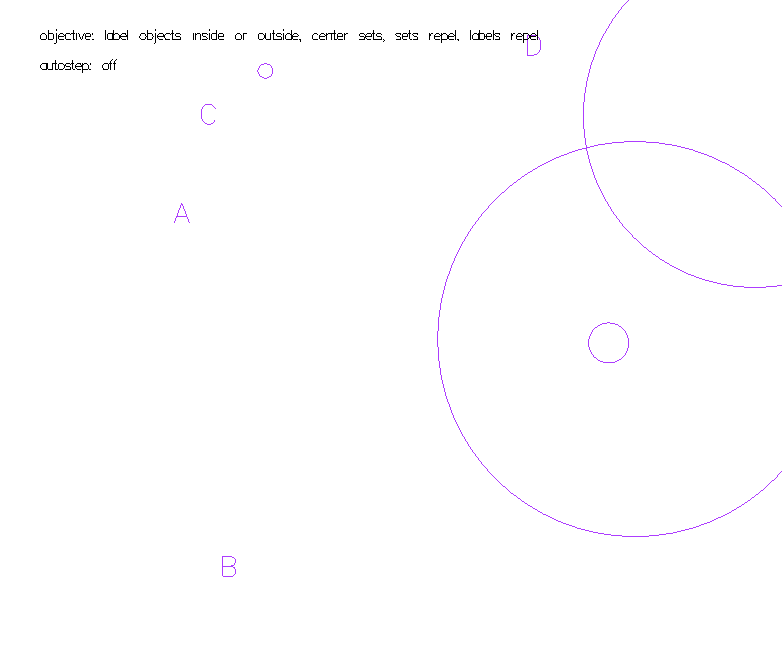 objective: label objects inside or outside, center sets, sets repel, labels repel
D
autostep: off
C
A
B